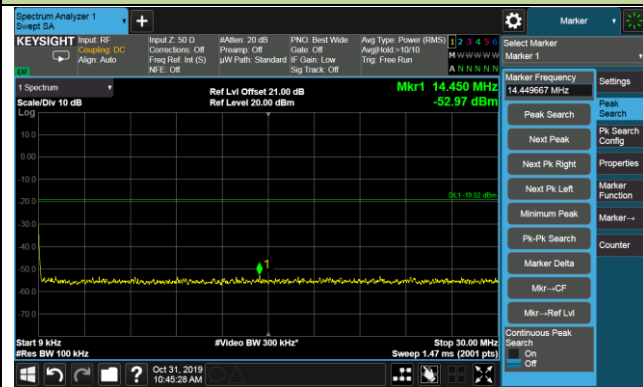 Spectrum Analyzer 1
Swept SA
Marker
KEYSIGHT
Input: RF
Coupling: DC
Align: Auto
Input Z: 50 Ω
Corrections: Off
Freq Ref: Int (S)
NFE: Off
#Atten: 20 dB
Preamp: Off
µW Path: Standard
PNO: Best Wide
Gate: Off
IF Gain: Low
Sig Track: Off
Avg Type: Power (RMS)
Avg|Hold:>10/10
Trig: Free Run
1 2 3 4 5 6
M W W W W W
A N N N N N
Select Marker
Marker 1
1 Spectrum
Scale/Div 10 dB
Log
Ref Lvl Offset 21.00 dB
Ref Level 20.00 dBm
Mkr1 14.450 MHz
-52.97 dBm
10.0
0.00
-10.0
-20.0
-30.0
-40.0
-50.0
-60.0
-70.0
DL1 -19.02 dBm
1
Start 9 kHz
#Res BW 100 kHz
#Video BW 300 kHz*
Stop 30.00 MHz
Sweep 1.47 ms (2001 pts)
Marker Frequency
14.449667 MHz
Peak Search
Next Peak
Next Pk Right
Next Pk Left
Minimum Peak
Pk-Pk Search
Marker Delta
Mkr→CF
Mkr→Ref Lvl
Continuous Peak
Search
On
Off
Settings
Peak
Search
Pk Search
Config
Properties
Marker
Function
Marker→
Counter
?
Oct 31, 2019
10:45:28 AM